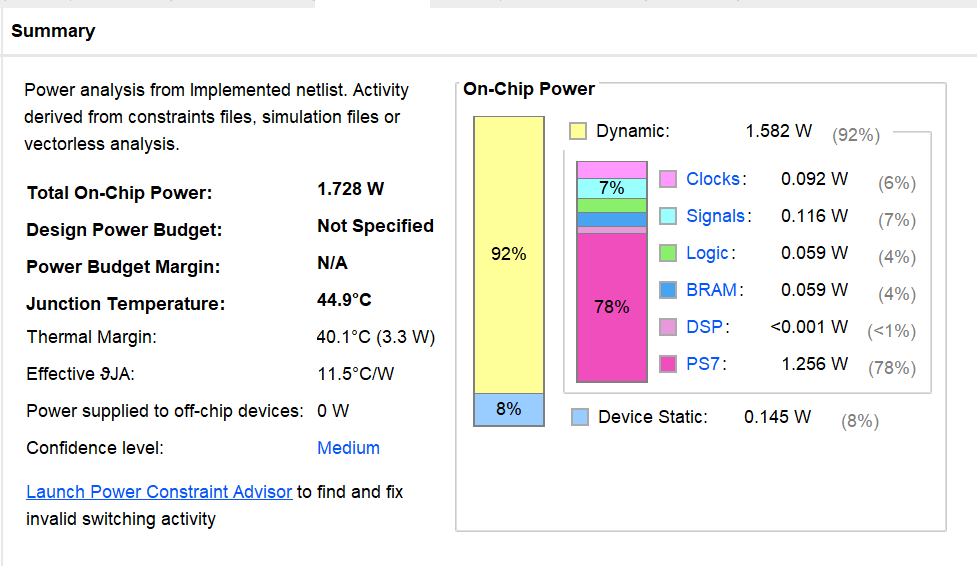 Summary
Power analysis from Implemented netlist. Activity
derived from constraints files, simulation files or
vectorless analysis.
Total On-Chip Power: 1.728 W
Design Power Budget: Not Specified
Power Budget Margin: N/A
Junction Temperature: 44.9°C
Thermal Margin: 40.1°C (3.3 W)
Effective ϑJA: 11.5°C/W
Power supplied to off-chip devices: 0 W
Confidence level: Medium
Launch Power Constraint Advisor to find and fix
invalid switching activity
On-Chip Power
92%
8%
Dynamic: 1.582 W (92%)
7%
78%
Clocks: 0.092 W (6%)
Signals: 0.116 W (7%)
Logic: 0.059 W (4%)
BRAM: 0.059 W (4%)
DSP: <0.001 W (<1%)
PS7: 1.256 W (78%)
Device Static: 0.145 W (8%)